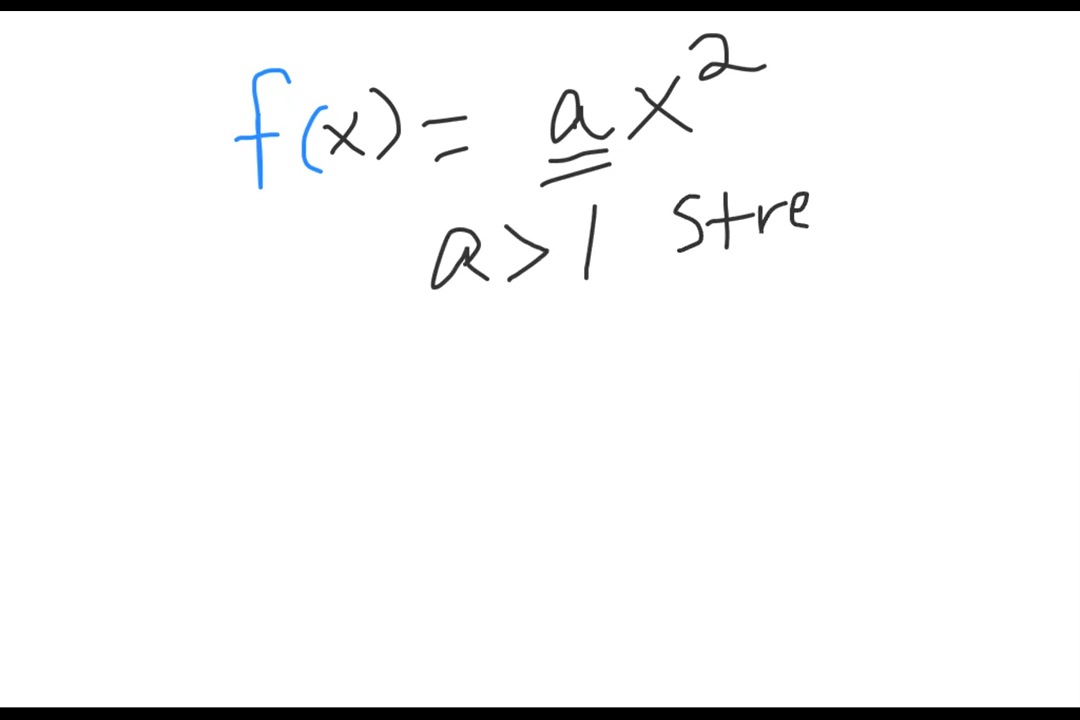 f(x) = ax²
a > 1 stre